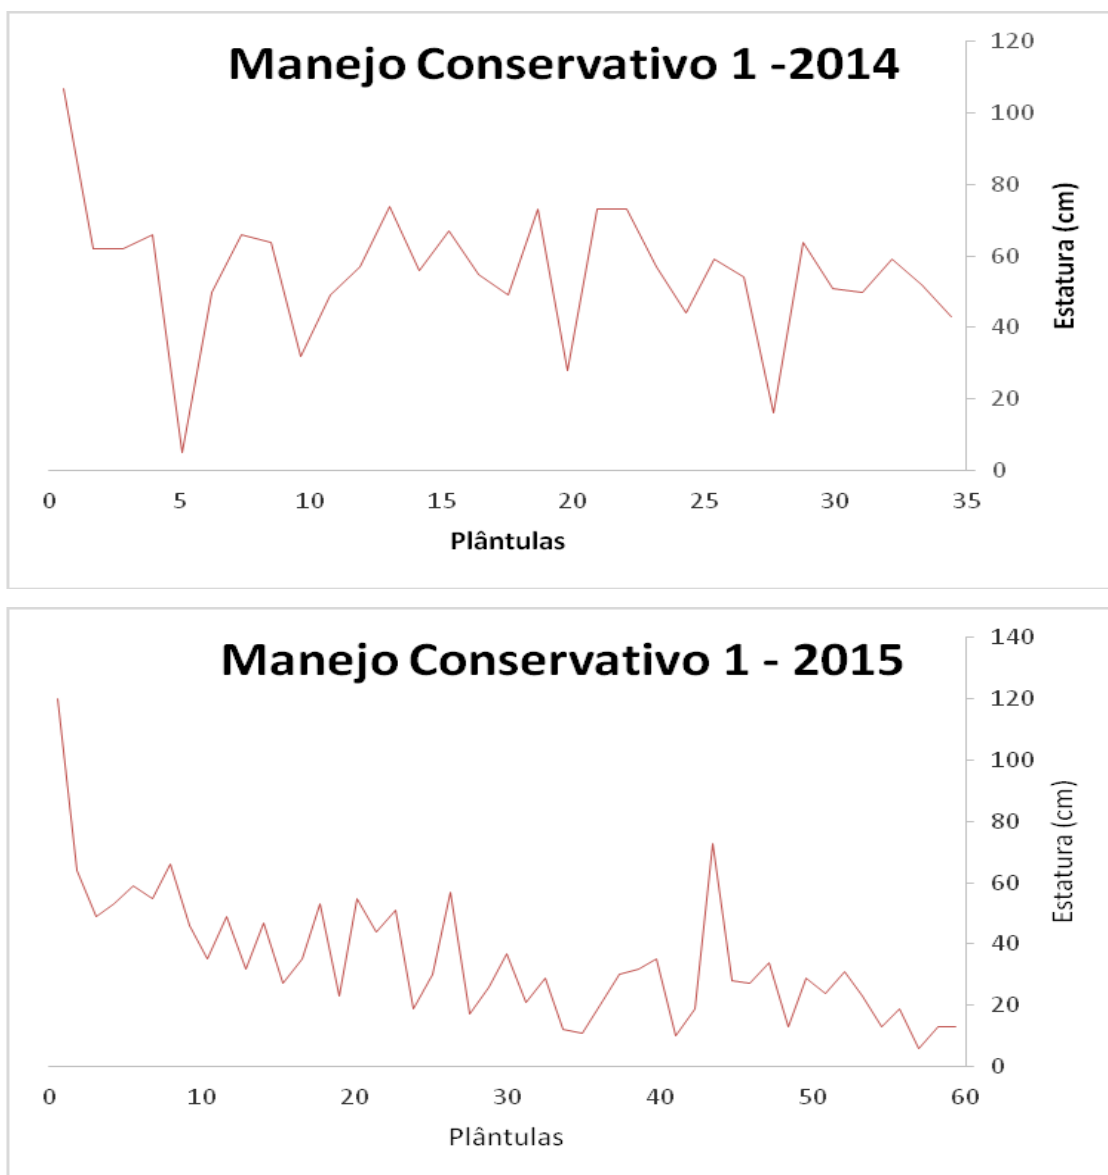 Manejo Conservativo 1 -2014
120
100
80
60
40
20
0
Estatura (cm)
0 5 10 15 20 25 30 35
Plântulas
Manejo Conservativo 1 - 2015
140
120
100
80
60
40
20
0
Estatura (cm)
0 10 20 30 40 50 60
Plântulas